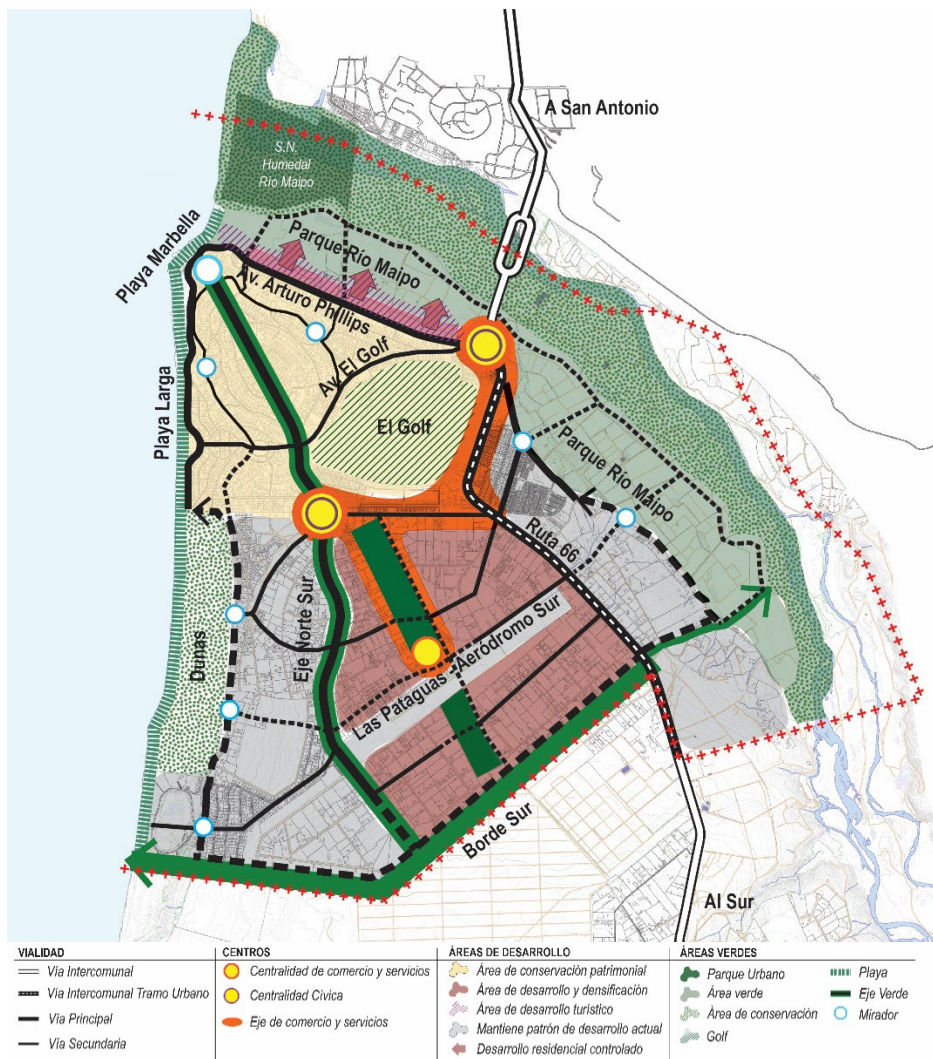 A San Antonio
S.N.
Humedal
Río Maipo
Playa Marbella
Parque Río Maipo
Av. Arturo Phillips
Av. El Golf
Playa Larga
El Golf
Parque Río Maipo
Ruta 66
Dunas
Eje Norte Sur
Las Pataguas - Aeródromo Sur
Borde Sur
Al Sur
VIALIDAD
Vía Intercomunal
Vía Intercomunal Tramo Urbano
Vía Principal
Vía Secundaria
CENTROS
Centralidad de comercio y servicios
Centralidad Cívica
Eje de comercio y servicios
ÁREAS DE DESARROLLO
Área de conservaciòn patrimonial
Área de desarrollo y densificaciòn
Área de desarrollo turístico
Mantiene patrón de desarrollo actual
Desarrollo residencial controlado
ÁREAS VERDES
Parque Urbano
Área verde
Área de conservación
Golf
Playa
Eje Verde
Mirador